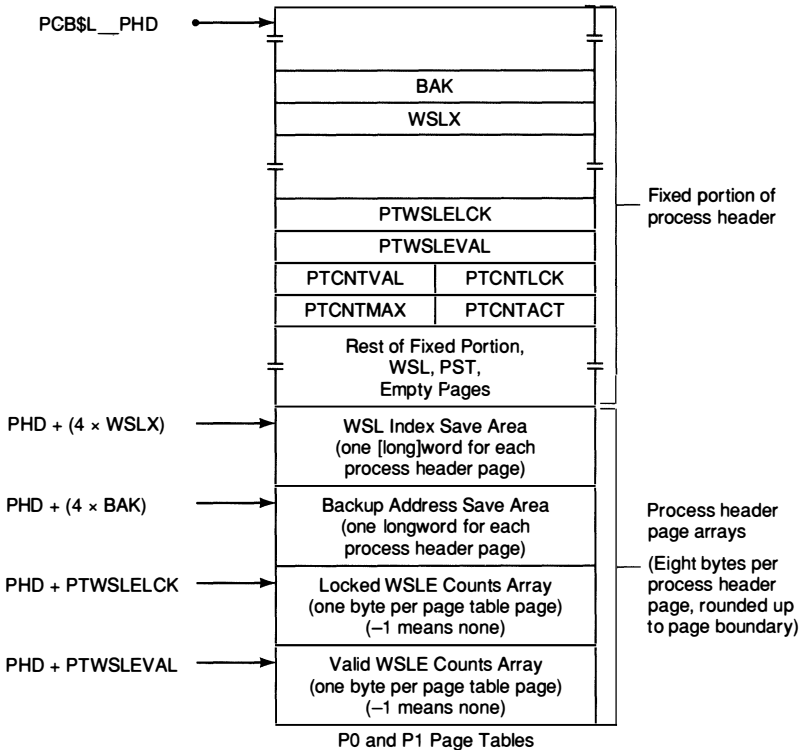 PCB$L__PHD
BAK
WSLX
PTWSLELCK
PTWSLEVAL
PTCNTVAL PTCNTLCK
PTCNTMAX PTCNTACT
Rest of Fixed Portion,
WSL, PST,
Empty Pages
Fixed portion of
process header
PHD + (4 × WSLX)
WSL Index Save Area
(one [long]word for each
process header page)
PHD + (4 × BAK)
Backup Address Save Area
(one longword for each
process header page)
PHD + PTWSLELCK
Locked WSLE Counts Array
(one byte per page table page)
(–1 means none)
PHD + PTWSLEVAL
Valid WSLE Counts Array
(one byte per page table page)
(–1 means none)
Process header
page arrays
(Eight bytes per
process header
page, rounded up
to page boundary)
P0 and P1 Page Tables